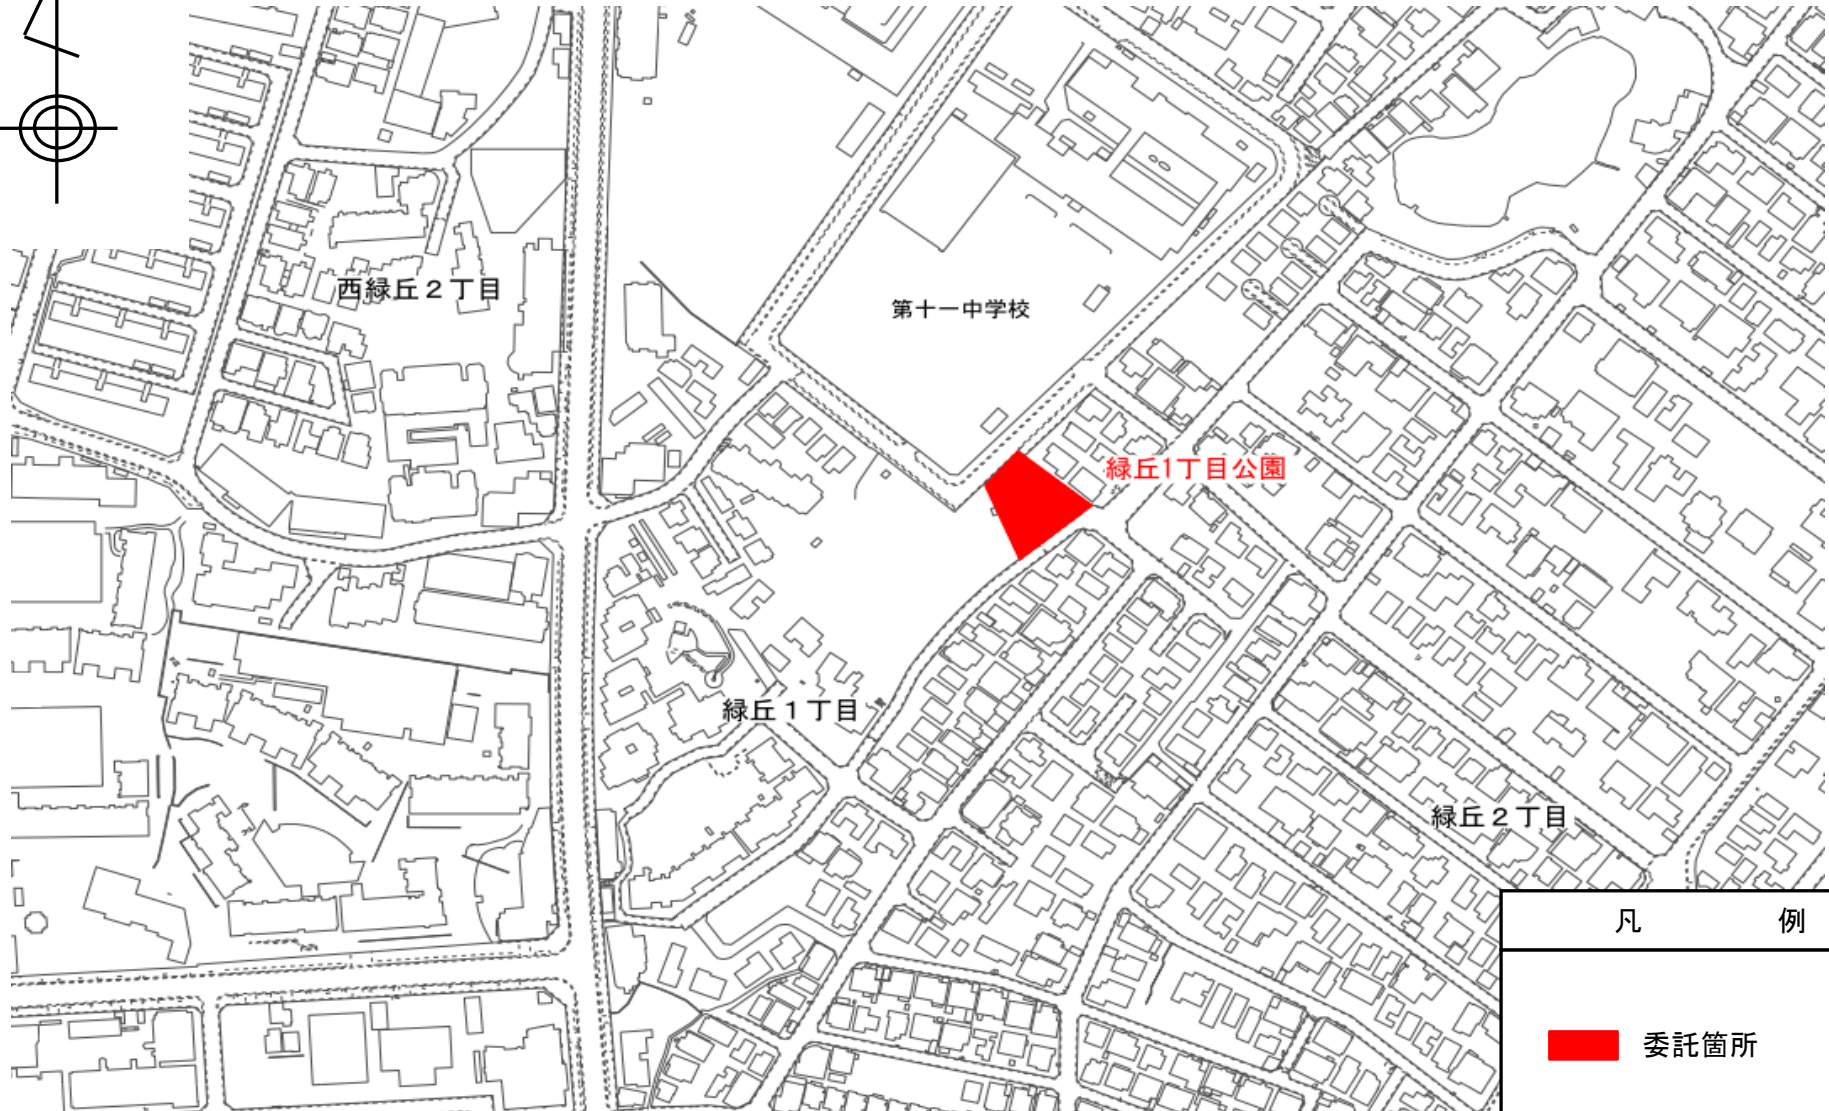 西緑丘２丁目
第十一中学校
緑丘1丁目公園
緑丘１丁目
緑丘２丁目
凡 例
委託箇所